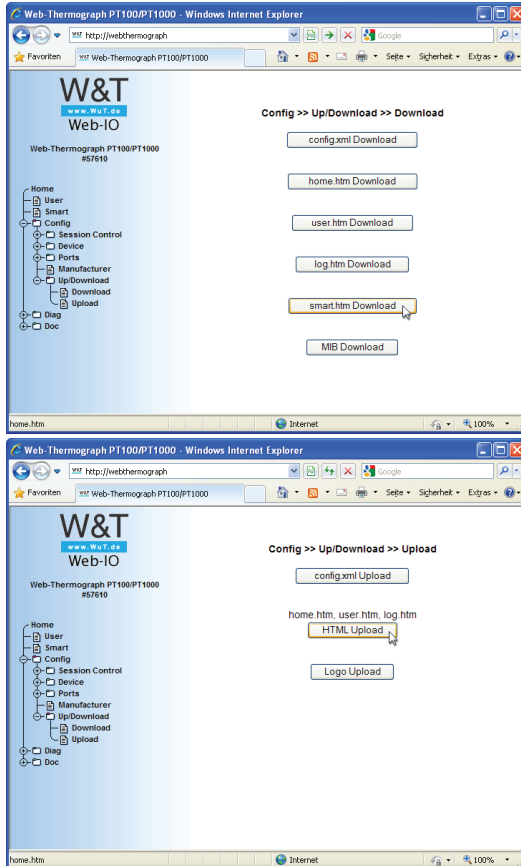 Web-Thermograph PT100/PT1000 - Windows Internet Explorer
http://webthermograph
Google
Favoriten
W&T Web-Thermograph PT100/PT1000
Seite
Sicherheit
Extras
W&T
www.WuT.de
Web-IO
Web-Thermograph PT100/PT1000
#57610
Home
User
Smart
Config
Session Control
Device
Ports
Manufacturer
Up/Download
Download
Upload
Diag
Doc
Config >> Up/Download >> Download
config.xml Download
home.htm Download
user.htm Download
log.htm Download
smart.htm Download
MIB Download
home.htm
Internet
100%
Web-Thermograph PT100/PT1000 - Windows Internet Explorer
http://webthermograph
Google
Favoriten
W&T Web-Thermograph PT100/PT1000
Seite
Sicherheit
Extras
W&T
www.WuT.de
Web-IO
Web-Thermograph PT100/PT1000
#57610
Home
User
Smart
Config
Session Control
Device
Ports
Manufacturer
Up/Download
Download
Upload
Diag
Doc
Config >> Up/Download >> Upload
config.xml Upload
home.htm, user.htm, log.htm
HTML Upload
Logo Upload
home.htm
Internet
100%